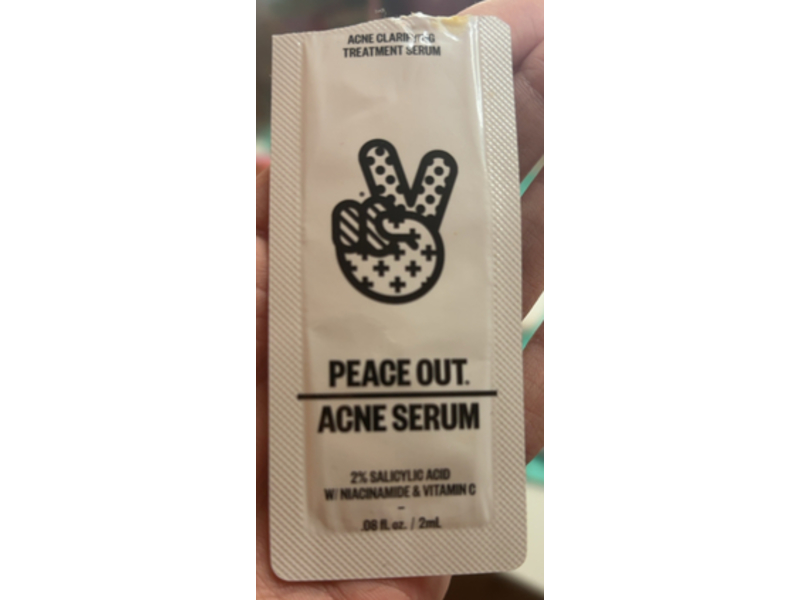 ACNE CLARIFYING
TREATMENT SERUM
PEACE OUT.
ACNE SERUM
2% SALICYLIC ACID
W/ NIACINAMIDE & VITAMIN C
.06 fl. oz. / 2mL